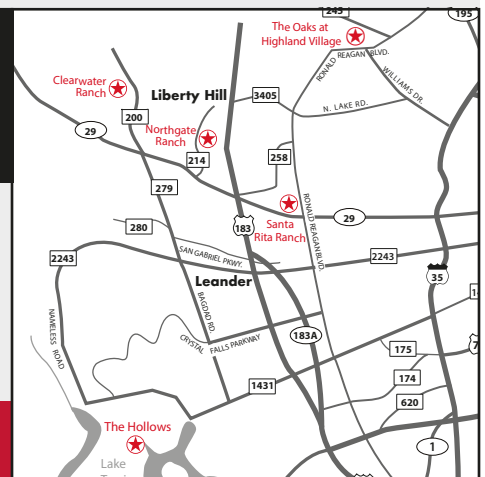 245
195
The Oaks at
Highland Village
RONALD REAGAN BLVD.
WILLIAMS DR.
Clearwater
Ranch
Liberty Hill
3405
N. LAKE RD.
200
29
Northgate
Ranch
214
258
279
Santa
Rita Ranch
RONALD REAGAN BLVD.
29
280
183
SAN GABRIEL PKWY.
2243
2243
35
Leander
BAGDAD RD.
NAMELESS ROAD
CRYSTAL FALLS PARKWAY
183A
175
174
1431
620
The Hollows
1
Lake